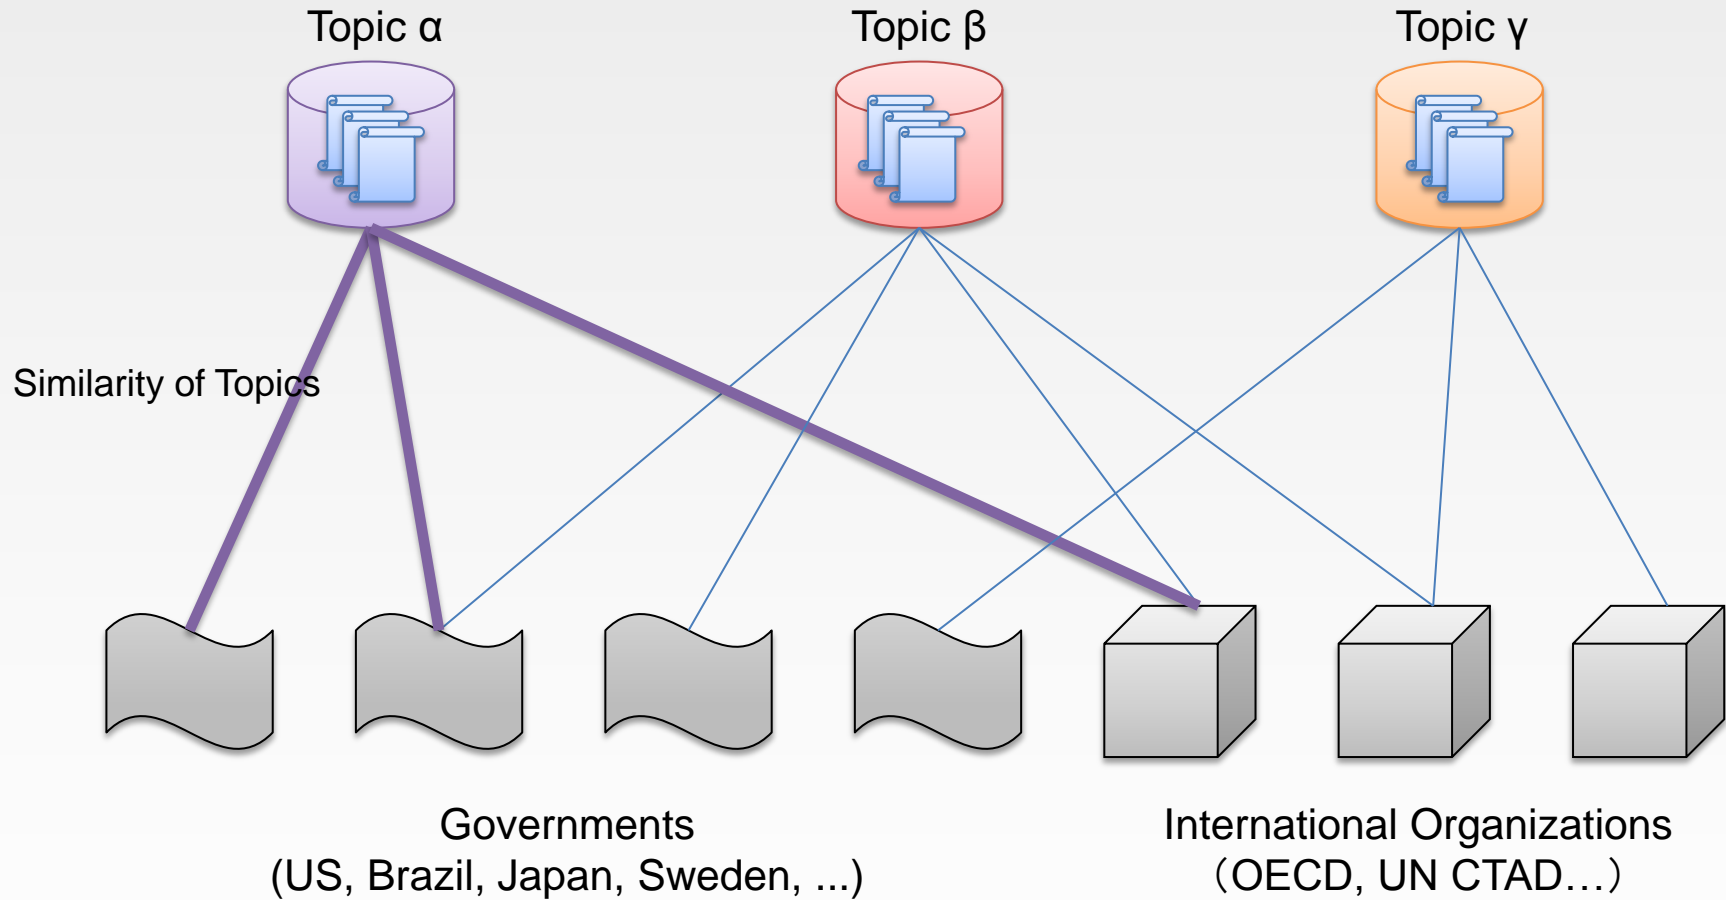 Topic α
Topic β
Topic γ
Similarity of Topics
Governments
(US, Brazil, Japan, Sweden, ...)
International Organizations
（OECD, UN CTAD…）